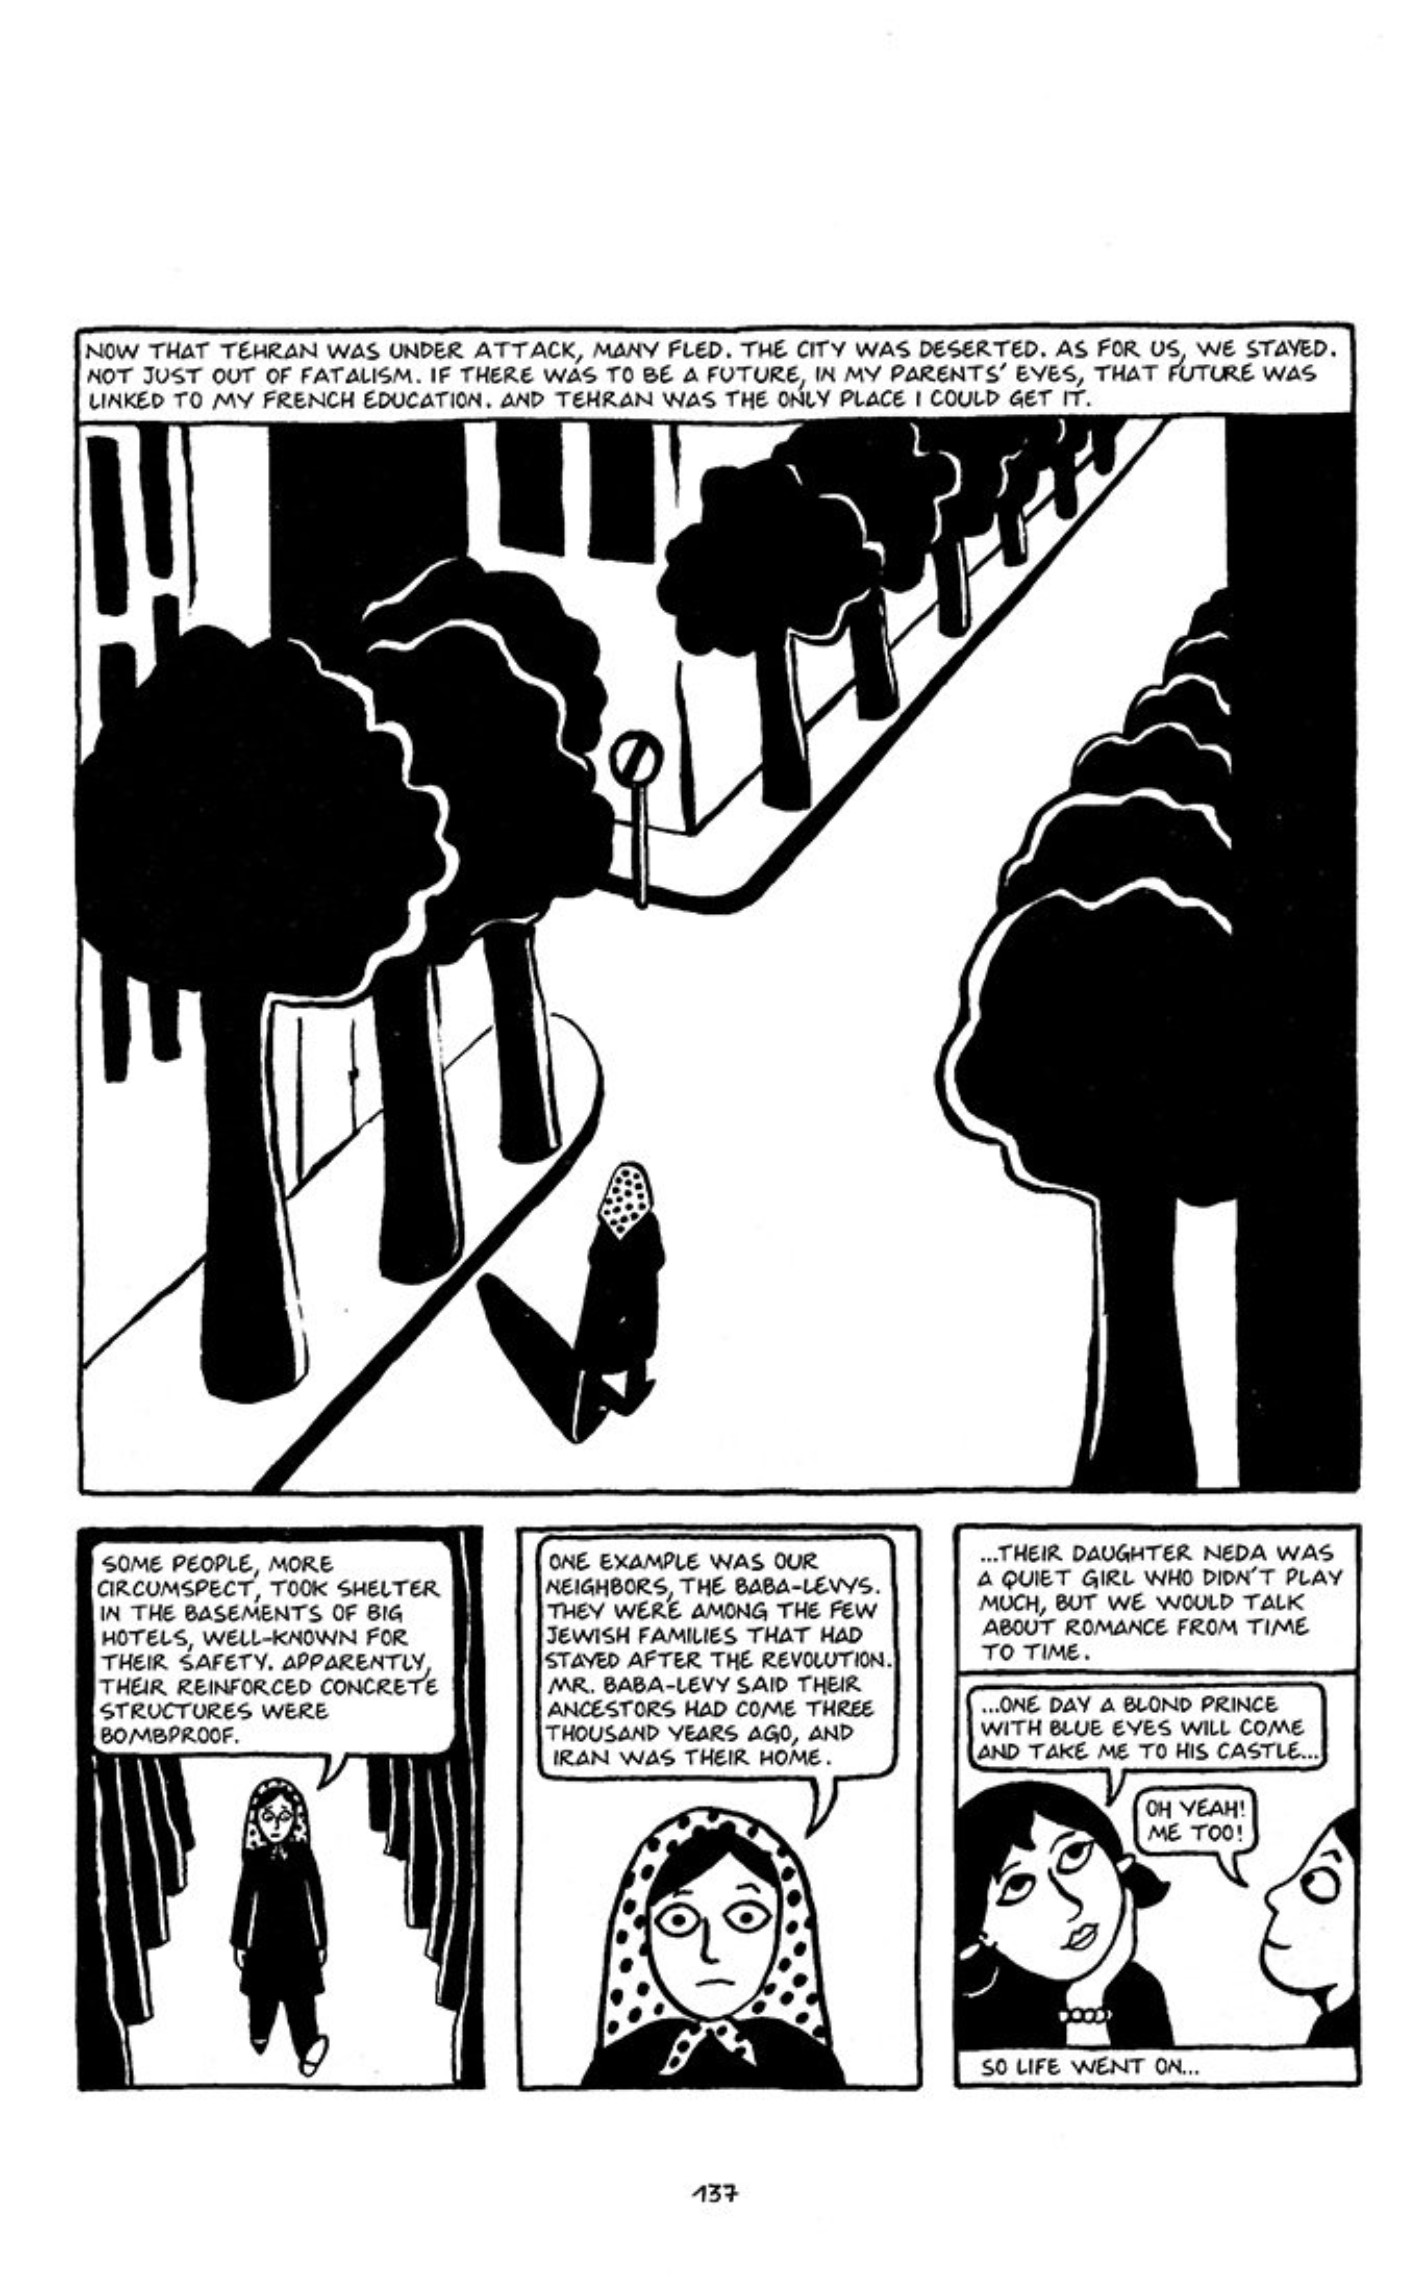 NOW THAT TEHRAN WAS UNDER ATTACK, MANY FLED. THE CITY WAS DESERTED. AS FOR US, WE STAYED.
NOT JUST OUT OF FATALISM. IF THERE WAS TO BE A FUTURE, IN MY PARENTS' EYES, THAT FUTURE WAS
LINKED TO MY FRENCH EDUCATION. AND TEHRAN WAS THE ONLY PLACE I COULD GET IT.
SOME PEOPLE, MORE
CIRCUMSPECT, TOOK SHELTER
IN THE BASEMENTS OF BIG
HOTELS, WELL-KNOWN FOR
THEIR SAFETY. APPARENTLY,
THEIR REINFORCED CONCRETE
STRUCTURES WERE
BOMBPROOF.
ONE EXAMPLE WAS OUR
NEIGHBORS, THE BABA-LEVYS.
THEY WERE AMONG THE FEW
JEWISH FAMILIES THAT HAD
STAYED AFTER THE REVOLUTION.
MR. BABA-LEVY SAID THEIR
ANCESTORS HAD COME THREE
THOUSAND YEARS AGO, AND
IRAN WAS THEIR HOME.
...THEIR DAUGHTER NEDA WAS
A QUIET GIRL WHO DIDN'T PLAY
MUCH, BUT WE WOULD TALK
ABOUT ROMANCE FROM TIME
TO TIME.
...ONE DAY A BLOND PRINCE
WITH BLUE EYES WILL COME
AND TAKE ME TO HIS CASTLE...
OH YEAH!
ME TOO!
SO LIFE WENT ON...
137